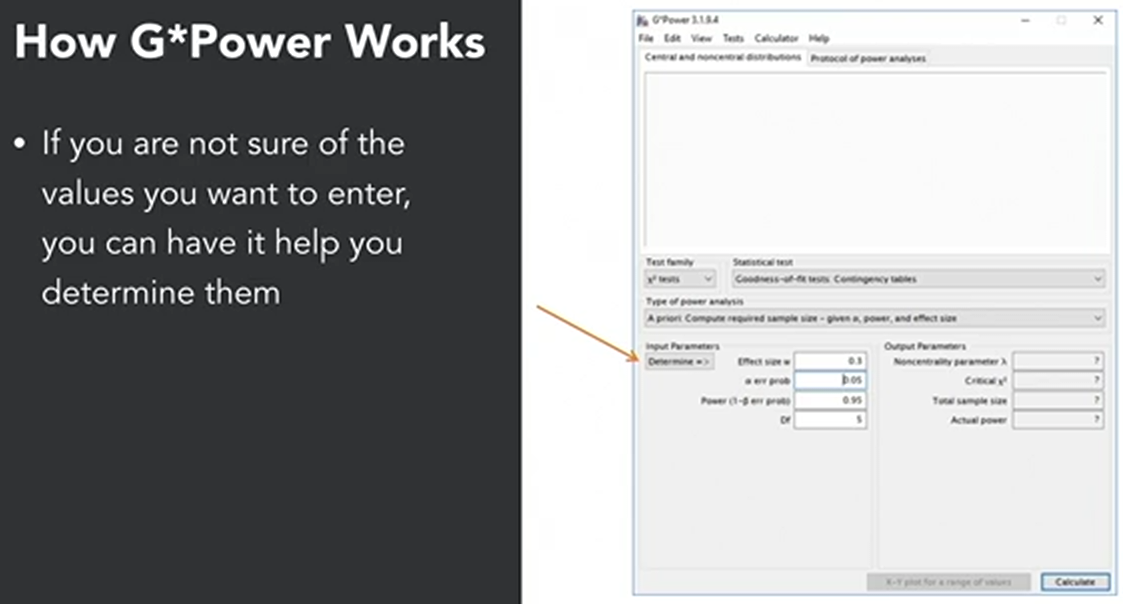 How G*Power Works
• If you are not sure of the
values you want to enter,
you can have it help you
determine them
G*Power 3.1.9.4
File Edit View Tests Calculator Help
Central and noncentral distributions Protocol of power analyses
Test family Statistical test
χ² tests Goodness-of-fit tests: Contingency tables
Type of power analysis
A priori: Compute required sample size – given α, power, and effect size
Input Parameters Output Parameters
Determine => Effect size w 0.3 Noncentrality parameter λ ?
α err prob 0.05 Critical χ² ?
Power (1-β err prob) 0.95 Total sample size ?
Df 5 Actual power ?
X-Y plot for a range of values Calculate